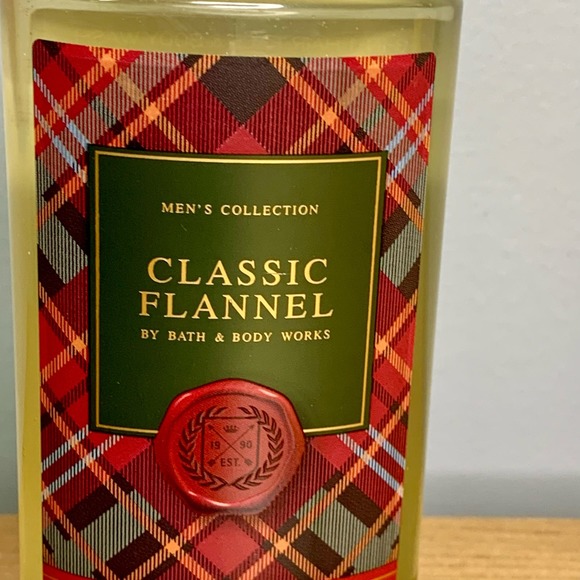 MEN'S COLLECTION
CLASSIC
FLANNEL
BY BATH & BODY WORKS
19 90
EST.